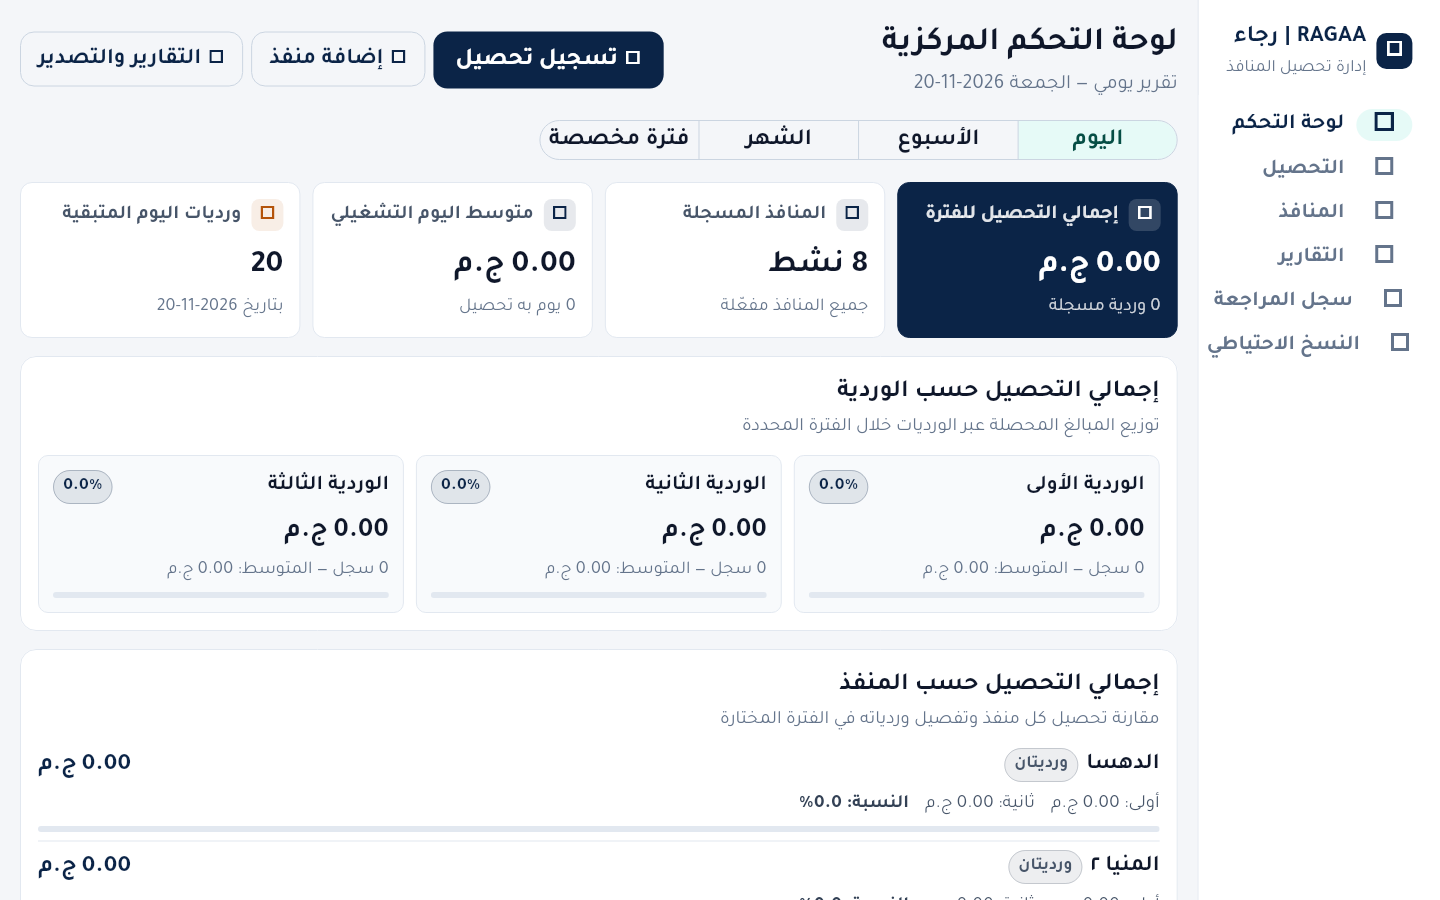 RAGAA | رجاء
إدارة تحصيل المنافذ
لوحة التحكم
التحصيل
المنافذ
التقارير
سجل المراجعة
النسخ الاحتياطي
لوحة التحكم المركزية
تقرير يومي — الجمعة 2026-11-20
تسجيل تحصيل
إضافة منفذ
التقارير والتصدير
اليوم
الأسبوع
الشهر
فترة مخصصة
إجمالي التحصيل للفترة
0.00 ج.م
0 وردية مسجلة
المنافذ المسجلة
8 نشط
جميع المنافذ مفعّلة
متوسط اليوم التشغيلي
0.00 ج.م
0 يوم به تحصيل
ورديات اليوم المتبقية
20
بتاريخ 2026-11-20
إجمالي التحصيل حسب الوردية
توزيع المبالغ المحصلة عبر الورديات خلال الفترة المحددة
الوردية الأولى
0.0%
0.00 ج.م
0 سجل — المتوسط: 0.00 ج.م
الوردية الثانية
0.0%
0.00 ج.م
0 سجل — المتوسط: 0.00 ج.م
الوردية الثالثة
0.0%
0.00 ج.م
0 سجل — المتوسط: 0.00 ج.م
إجمالي التحصيل حسب المنفذ
مقارنة تحصيل كل منفذ وتفصيل وردياته في الفترة المختارة
الدهسا ورديتان 0.00 ج.م
أولى: 0.00 ج.م ثانية: 0.00 ج.م النسبة: 0.0%
المنيا ٢ ورديتان 0.00 ج.م